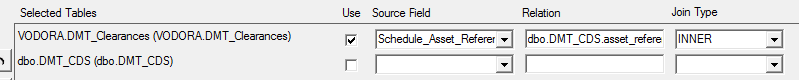 Selected Tables Use Source Field Relation Join Type
VODORA.DMT_Clearances (VODORA.DMT_Clearances) Schedule_Asset_Referer dbo.DMT_CDS.asset_refere INNER
dbo.DMT_CDS (dbo.DMT_CDS)